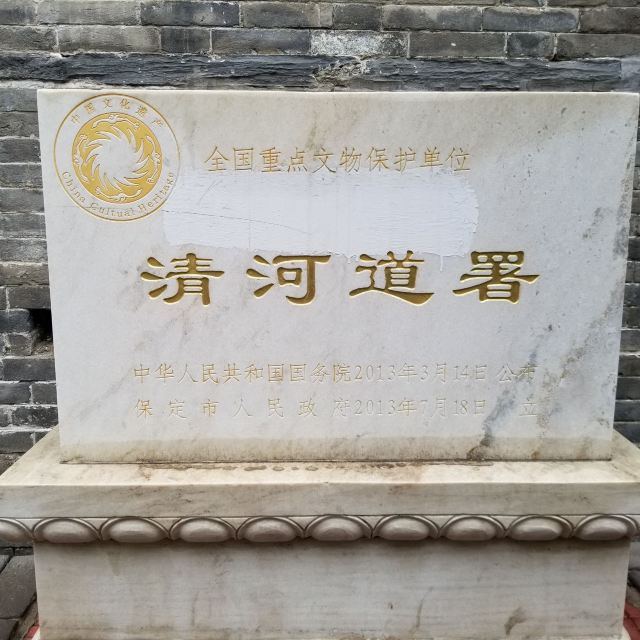 中国文化遗产
China Cultural Heritage
全国重点文物保护单位
清河道署
中华人民共和国国务院2013年3月14日 公布
保定市人民政府2013年7月18日 立